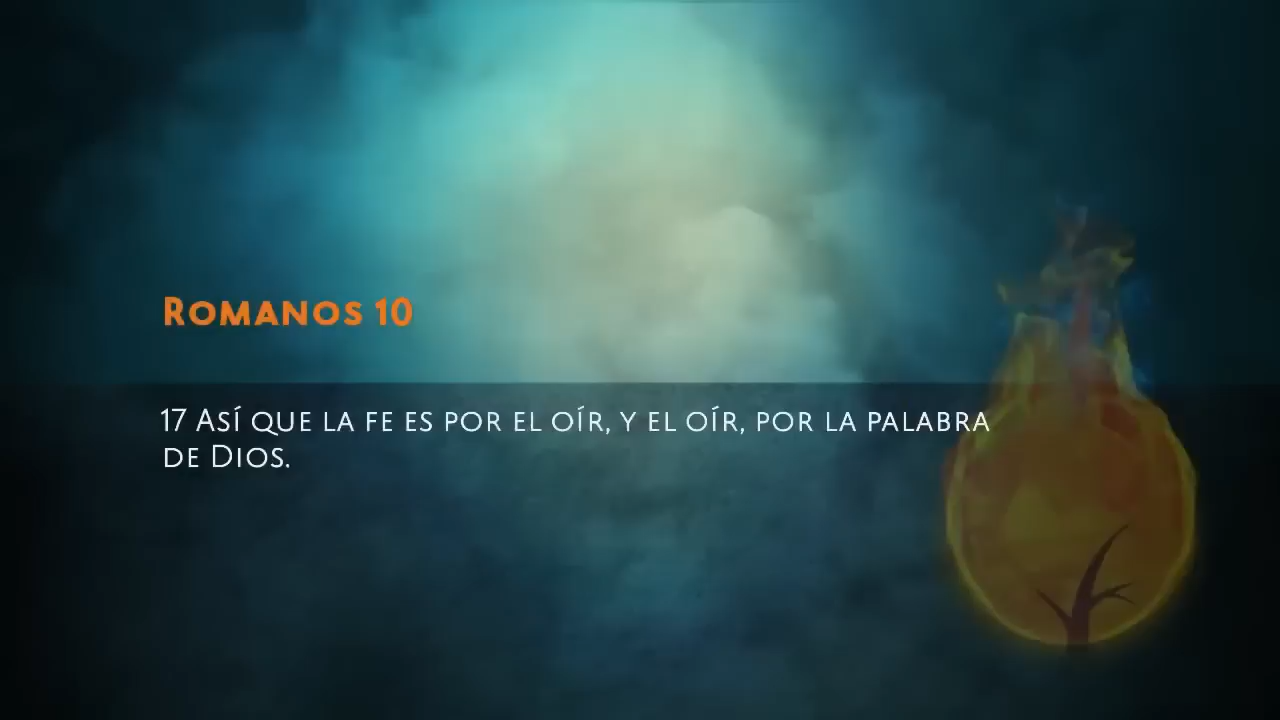 Romanos 10
17 Así que la fe es por el oír, y el oír, por la palabra
de Dios.